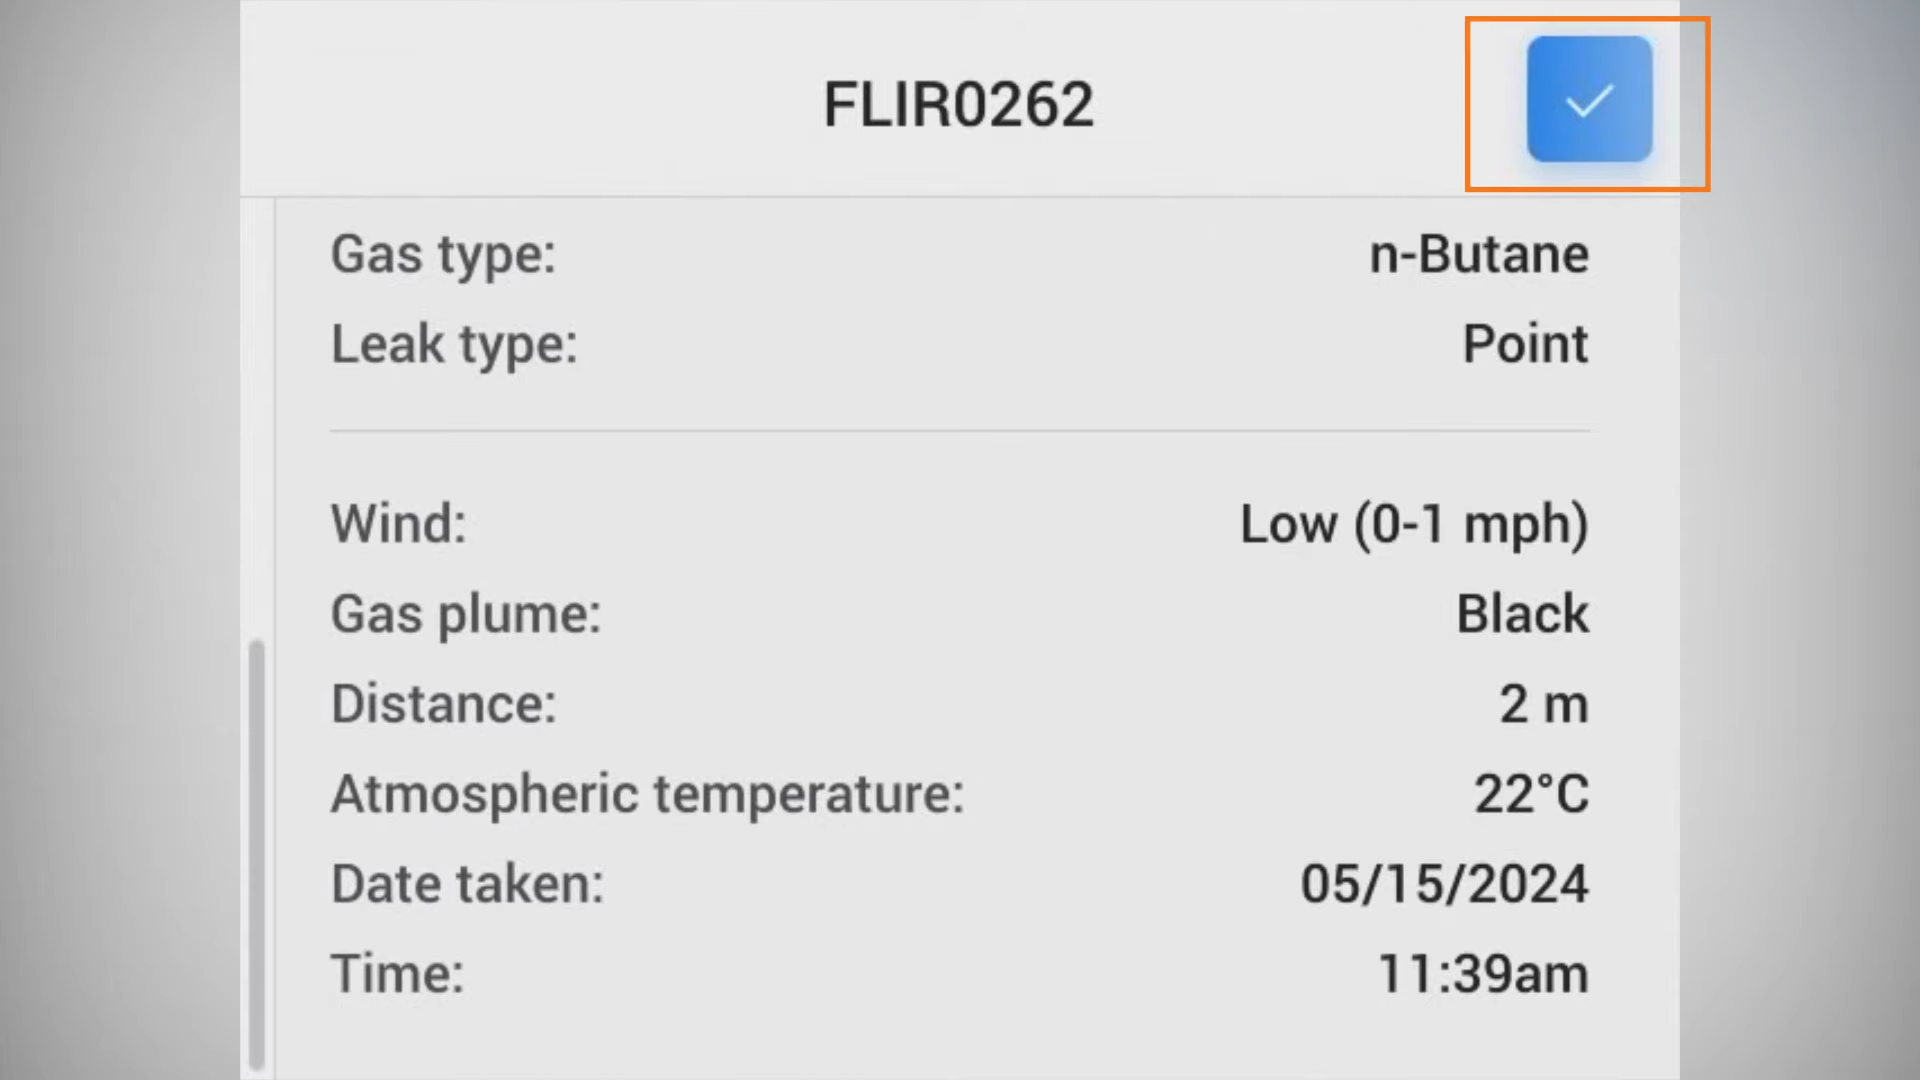 FLIR0262
Gas type: n-Butane
Leak type: Point
Wind: Low (0-1 mph)
Gas plume: Black
Distance: 2 m
Atmospheric temperature: 22°C
Date taken: 05/15/2024
Time: 11:39am